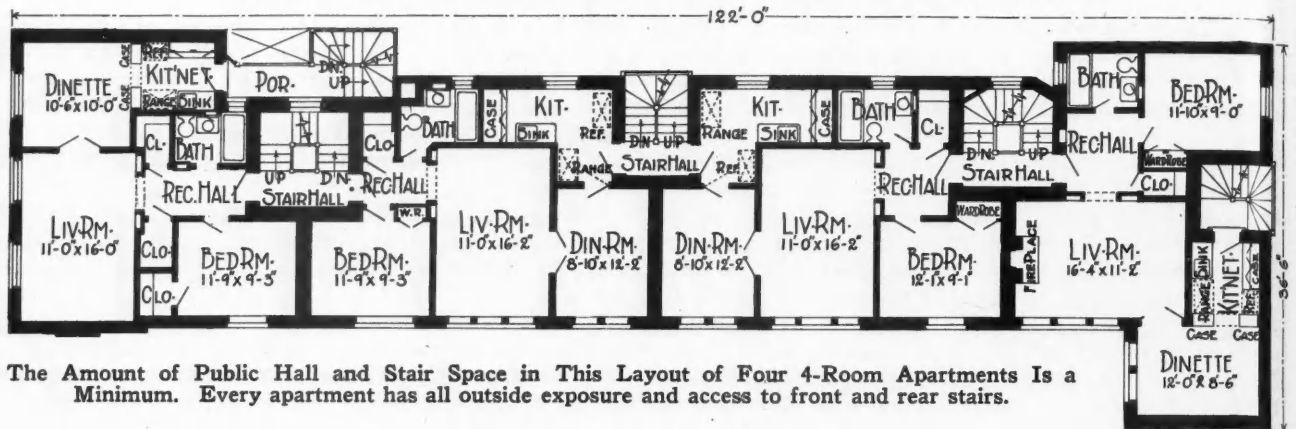 122'-0"
DINETTE
10'-6"x10'-0"
CASE
CASE
REF.
KIT'NET.
RANGE
SINK
POR.
DN.
UP
CL.
BATH
LIV.RM.
11'-0"x16'-0"
REC.HALL
UP
DN.
STAIR HALL
CLO.
CLO.
BED RM.
11'-9"x9'-3"
CLO.
BATH
REC.HALL
W.R.
BED RM.
11'-9"x9'-3"
CASE
KIT.
SINK
REF.
RANGE
LIV.RM.
11'-0"x16'-2"
DIN.RM.
8'-10"x12'-2"
DN.
UP
STAIR HALL
RANGE
REF.
KIT.
SINK
CASE
DIN.RM.
8'-10"x12'-2"
LIV.RM.
11'-0"x16'-2"
BATH
CL.
REC.HALL
DN.
UP
STAIR HALL
WARDROBE
BED RM.
12'-1"x9'-1"
BATH
BED RM.
11'-10"x9'-0"
REC.HALL
WARDROBE
CLO.
FIREPLACE
LIV.RM.
16'-4"x11'-2"
RANGE
SINK
KIT'NET.
CASE
REF.
CASE
CASE
DINETTE
12'-0"x8'-6"
36'-6"
The Amount of Public Hall and Stair Space in This Layout of Four 4-Room Apartments Is a
Minimum. Every apartment has all outside exposure and access to front and rear stairs.